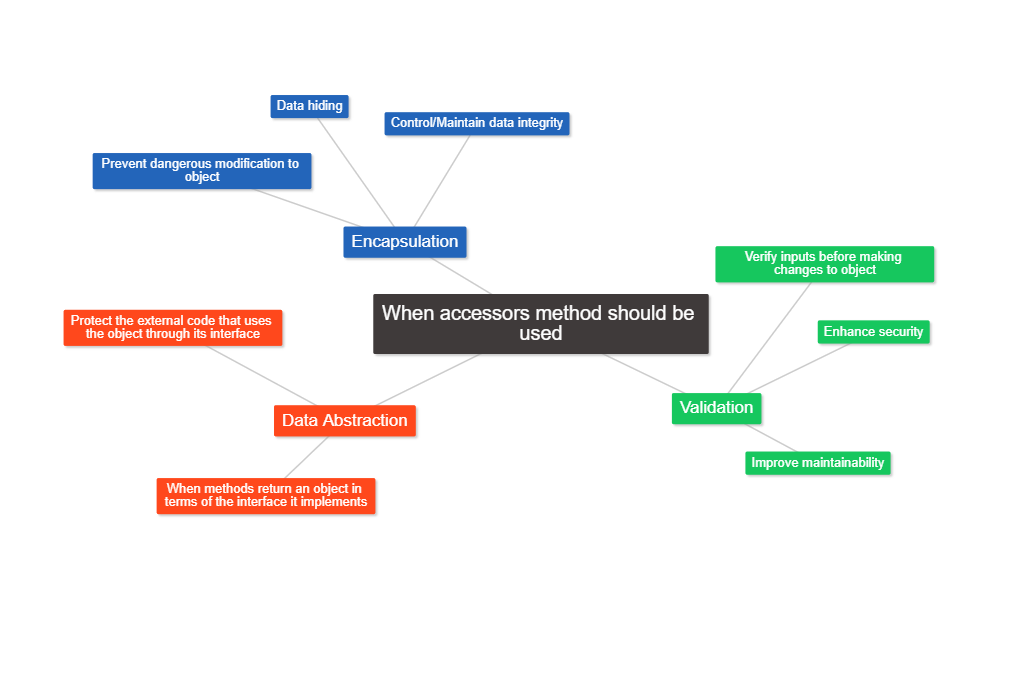 When accessors method should be
used
Encapsulation
Data hiding
Control/Maintain data integrity
Prevent dangerous modification to
object
Validation
Verify inputs before making
changes to object
Enhance security
Improve maintainability
Data Abstraction
Protect the external code that uses
the object through its interface
When methods return an object in
terms of the interface it implements